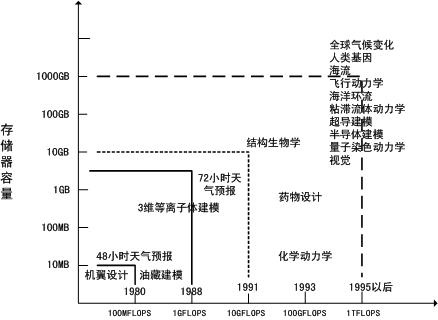 全球气候变化
人类基因
海流
飞行动力学
海洋环流
粘滞流体动力学
超导建模
半导体建模
量子染色动力学
视觉
1000GB
100GB
10GB
1GB
100MB
10MB
存储器容量
结构生物学
72小时天
气预报
3维等离子体建模
药物设计
48小时天气预报
化学动力学
机翼设计
油藏建模
1980
1988
1991
1993
1995以后
100MFLOPS
1GFLOPS
10GFLOPS
100GFLOPS
1TFLOPS